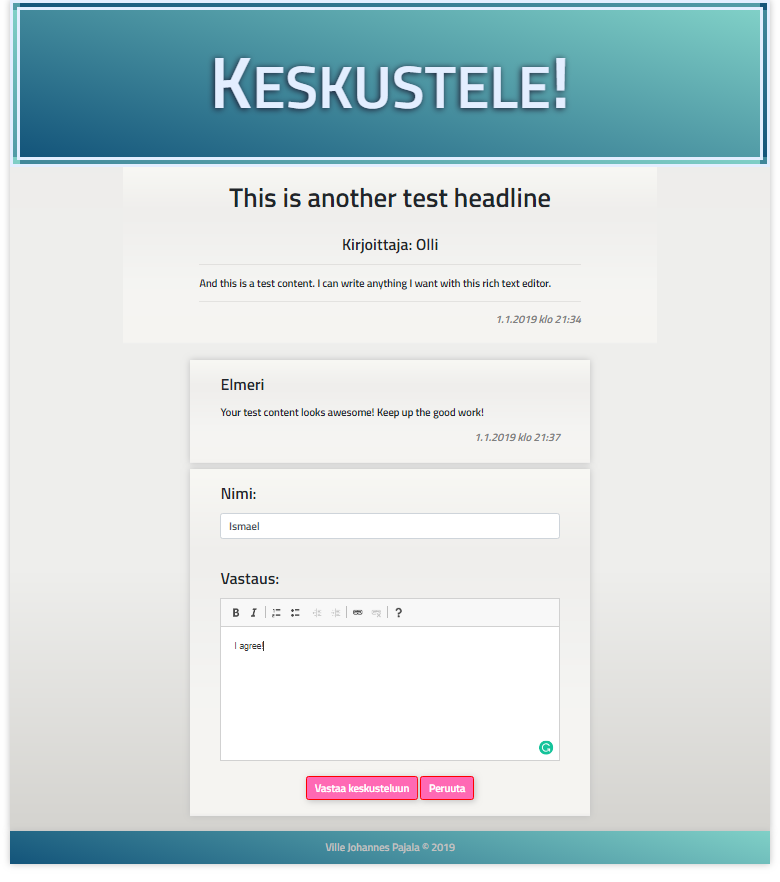 KESKUSTELE!
This is another test headline
Kirjoittaja: Olli
And this is a test content. I can write anything I want with this rich text editor.
1.1.2019 klo 21:34
Elmeri
Your test content looks awesome! Keep up the good work!
1.1.2019 klo 21:37
Nimi:
Ismael
Vastaus:
B I ?
I agree!
Vastaa keskusteluun Peruuta
Ville Johannes Pajala © 2019